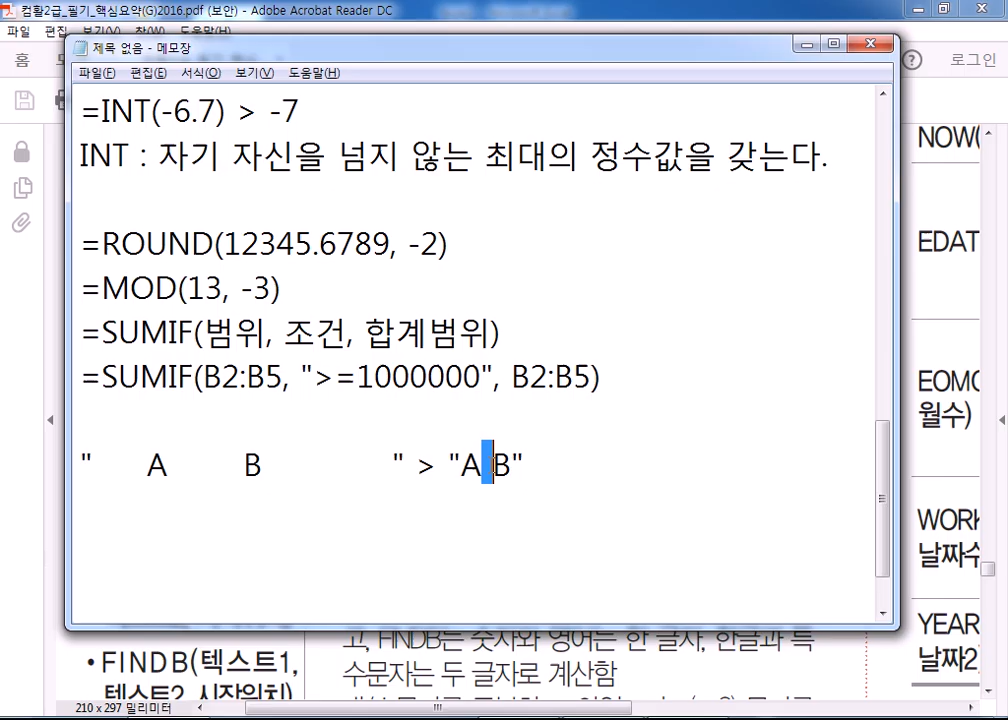 컴활2급_필기_핵심요약(G)2016.pdf (보안) - Adobe Acrobat Reader DC
파일 편집 보기(V) 창(W) 도움말(H)
홈
로그인
제목 없음 - 메모장
파일(F) 편집(E) 서식(O) 보기(V) 도움말(H)
=INT(-6.7) > -7
INT : 자기 자신을 넘지 않는 최대의 정수값을 갖는다.
=ROUND(12345.6789, -2)
=MOD(13, -3)
=SUMIF(범위, 조건, 합계범위)
=SUMIF(B2:B5, ">=1000000", B2:B5)
" A B " > "A B"
NOW(
EDAT
EOMO
월수)
WORK
날짜수
YEAR
날짜2
고, FINDB는 숫자와 영어는 한 글자, 한글과 특
수문자는 두 글자로 계산함
•FINDB(텍스트1,
텍스트2, 시작위치)
210 x 297 밀리미터